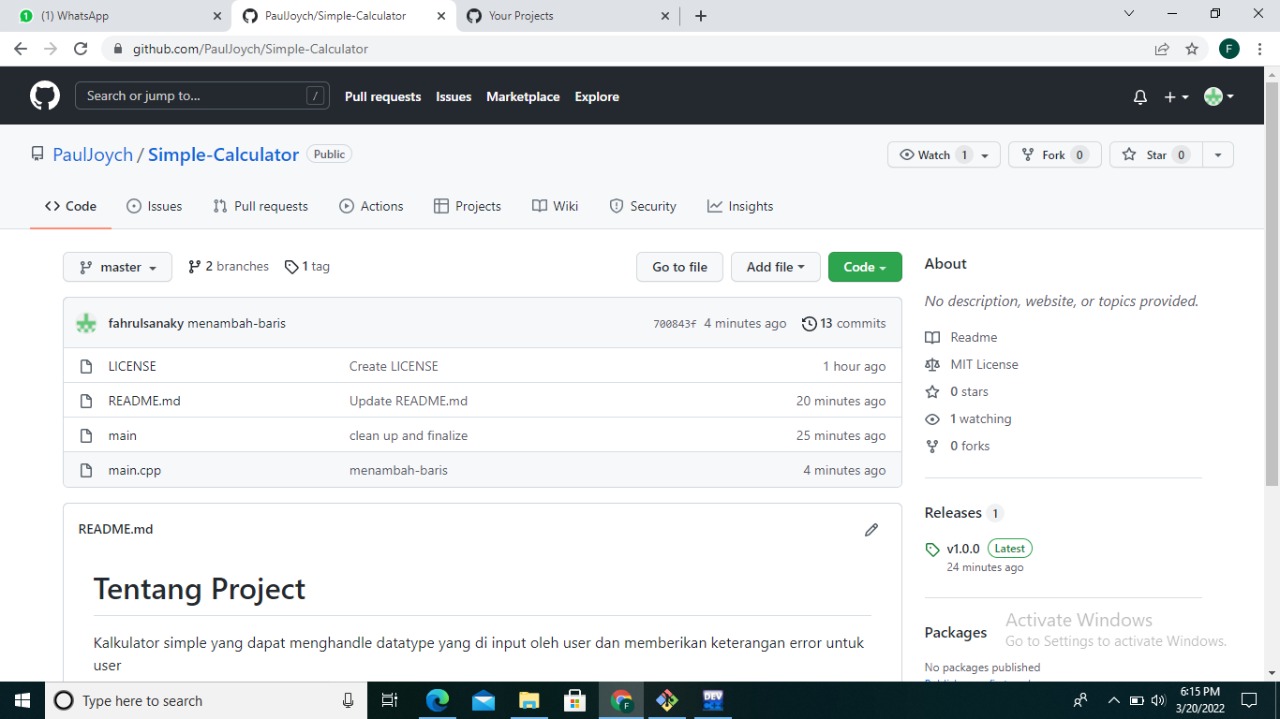 (1) WhatsApp
PaulJoych/Simple-Calculator
Your Projects
github.com/PaulJoych/Simple-Calculator
F
Search or jump to... /
Pull requests Issues Marketplace Explore
PaulJoych / Simple-Calculator Public
Watch 1 Fork 0 Star 0
Code Issues Pull requests Actions Projects Wiki Security Insights
master 2 branches 1 tag Go to file Add file Code
fahrulsanaky menambah-baris 700843f 4 minutes ago 13 commits
LICENSE Create LICENSE 1 hour ago
README.md Update README.md 20 minutes ago
main clean up and finalize 25 minutes ago
main.cpp menambah-baris 4 minutes ago
README.md
Tentang Project
Kalkulator simple yang dapat menghandle datatype yang di input oleh user dan memberikan keterangan error untuk
user
About
No description, website, or topics provided.
Readme
MIT License
0 stars
1 watching
0 forks
Releases 1
v1.0.0 Latest
24 minutes ago
Packages
No packages published
Activate Windows
Go to Settings to activate Windows.
Type here to search
DEV
6:15 PM
3/20/2022